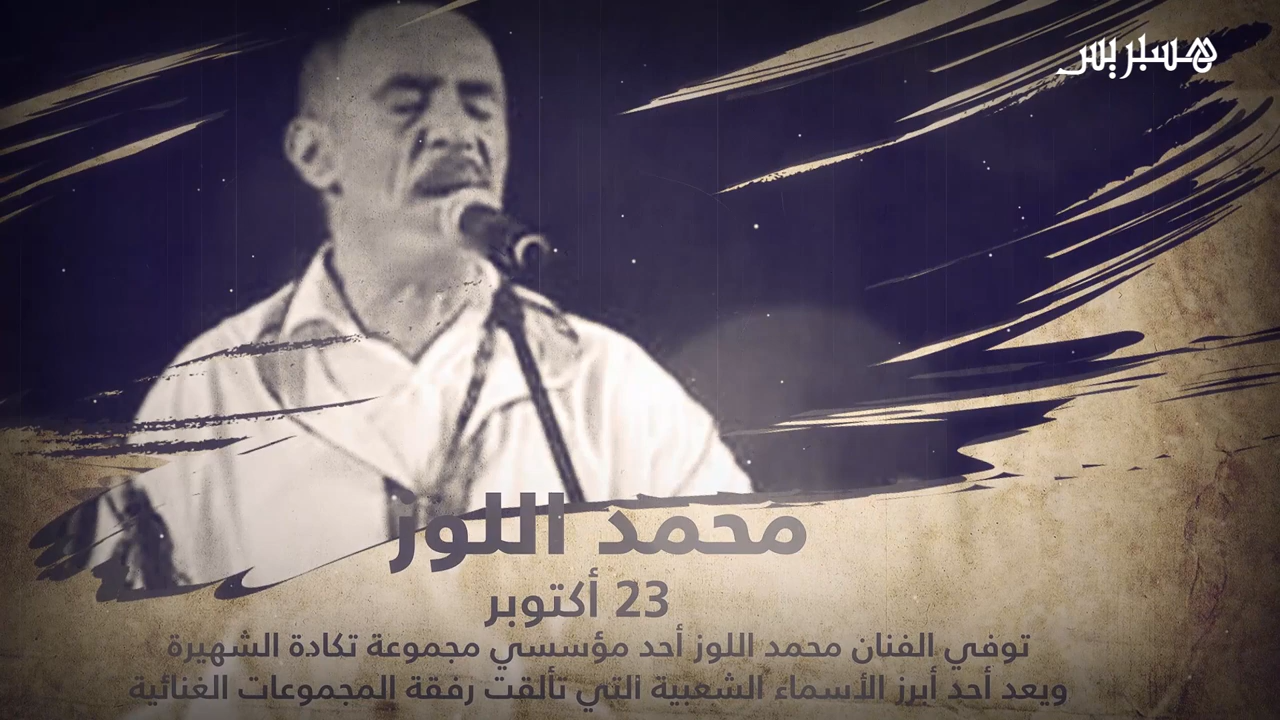 هسبريس
محمد اللوز
23 أكتوبر
توفي الفنان محمد اللوز أحد مؤسسي مجموعة تكادة الشهيرة
ويعد أحد أبرز الأسماء الشعبية التي تألقت رفقة المجموعات الغنائية